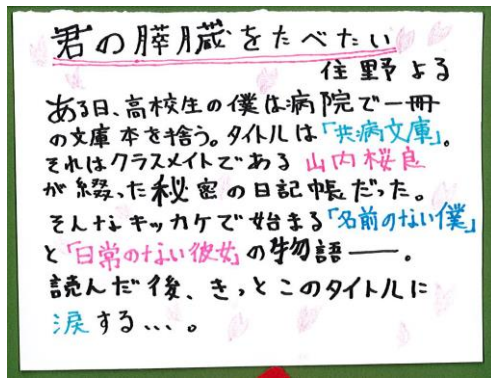 君の膵臓をたべたい
住野よる
ある日、高校生の僕は病院で一冊
の文庫本を拾う。タイトルは「共病文庫」。
それはクラスメイトである 山内桜良
が綴った秘密の日記帳だった。
そんなキッカケで始まる「名前のない僕」
と「日常のない彼女」の物語――。
読んだ後、きっとこのタイトルに
涙する...。